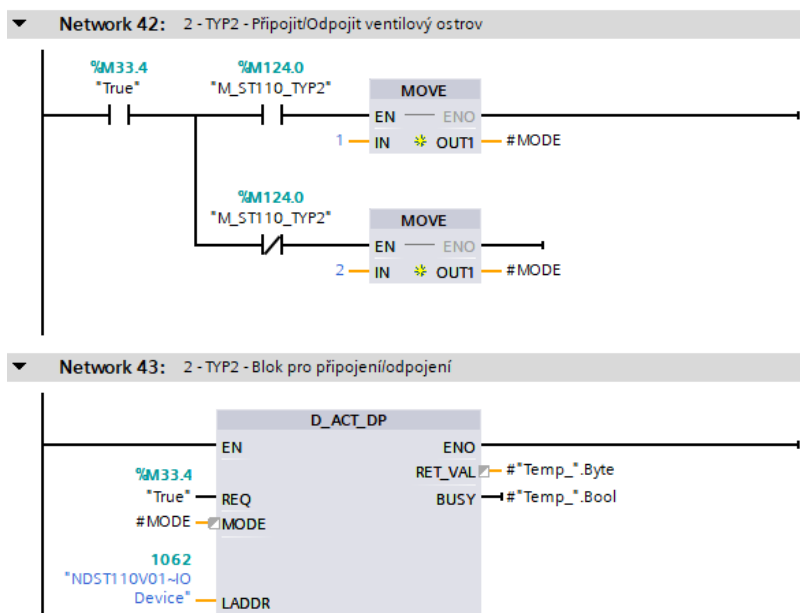 Network 42: 2 - TYP2 - Připojit/Odpojit ventilový ostrov
%M33.4
"True"
%M124.0
"M_ST110_TYP2"
MOVE
EN ENO
1 IN OUT1 #MODE
%M124.0
"M_ST110_TYP2"
MOVE
EN ENO
2 IN OUT1 #MODE
Network 43: 2 - TYP2 - Blok pro připojení/odpojení
D_ACT_DP
EN ENO
RET_VAL #"Temp_".Byte
%M33.4
"True" REQ
BUSY #"Temp_".Bool
#MODE MODE
1062
"NDST110V01~IO
Device" LADDR